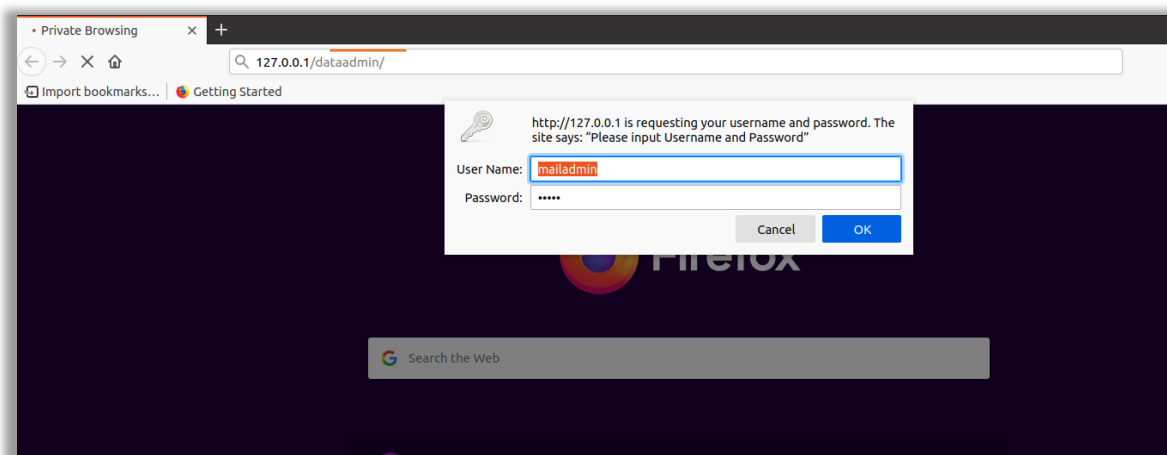 • Private Browsing
127.0.0.1/dataadmin/
Import bookmarks... Getting Started
http://127.0.0.1 is requesting your username and password. The
site says: “Please input Username and Password”
User Name: mailadmin
Password: •••••
Cancel OK
Firefox
Search the Web